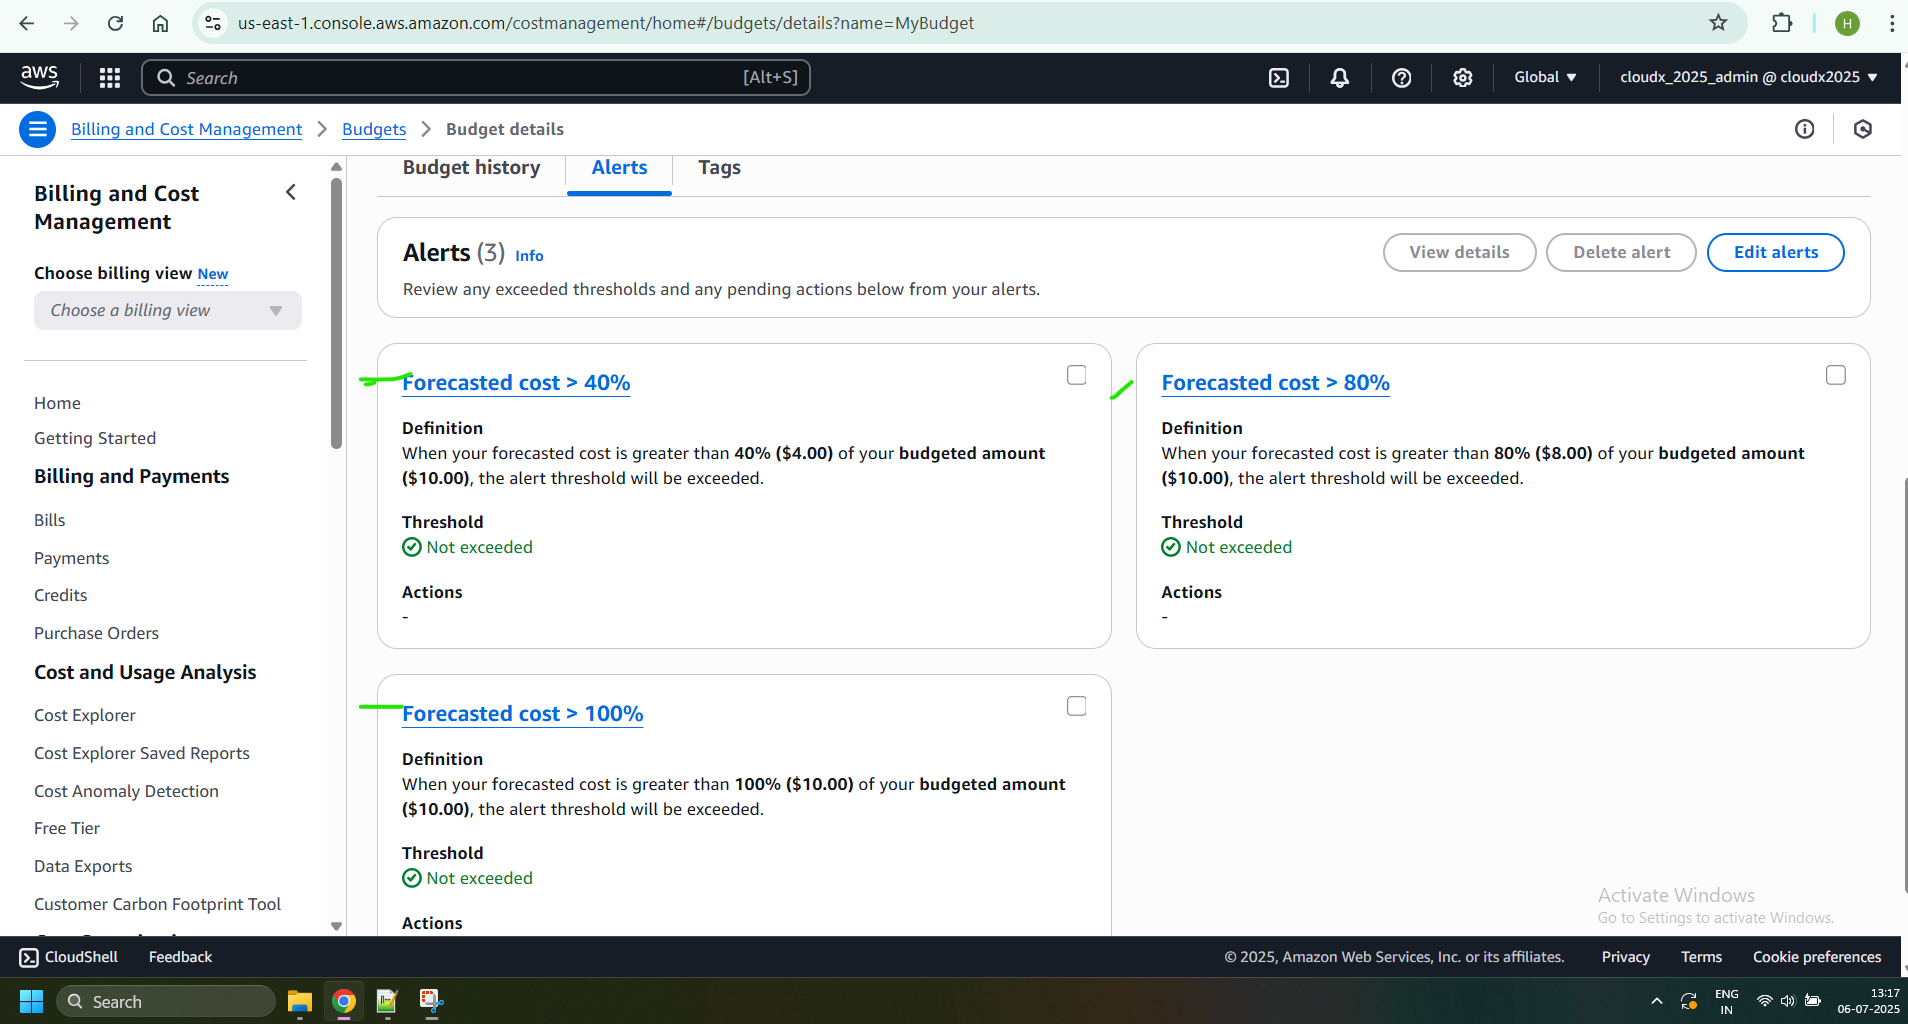 us-east-1.console.aws.amazon.com/costmanagement/home#/budgets/details?name=MyBudget
H
aws
Search
[Alt+S]
Global
cloudx_2025_admin @ cloudx2025
Billing and Cost Management
Budgets
Budget details
Billing and Cost
Management
Choose billing view New
Choose a billing view
Home
Getting Started
Billing and Payments
Bills
Payments
Credits
Purchase Orders
Cost and Usage Analysis
Cost Explorer
Cost Explorer Saved Reports
Cost Anomaly Detection
Free Tier
Data Exports
Customer Carbon Footprint Tool
Budget history
Alerts
Tags
Alerts (3) Info
View details
Delete alert
Edit alerts
Review any exceeded thresholds and any pending actions below from your alerts.
Forecasted cost > 40%
Definition
When your forecasted cost is greater than 40% ($4.00) of your budgeted amount
($10.00), the alert threshold will be exceeded.
Threshold
Not exceeded
Actions
-
Forecasted cost > 80%
Definition
When your forecasted cost is greater than 80% ($8.00) of your budgeted amount
($10.00), the alert threshold will be exceeded.
Threshold
Not exceeded
Actions
-
Forecasted cost > 100%
Definition
When your forecasted cost is greater than 100% ($10.00) of your budgeted amount
($10.00), the alert threshold will be exceeded.
Threshold
Not exceeded
Actions
Activate Windows
Go to Settings to activate Windows.
CloudShell
Feedback
© 2025, Amazon Web Services, Inc. or its affiliates.
Privacy
Terms
Cookie preferences
Search
ENG
IN
13:17
06-07-2025